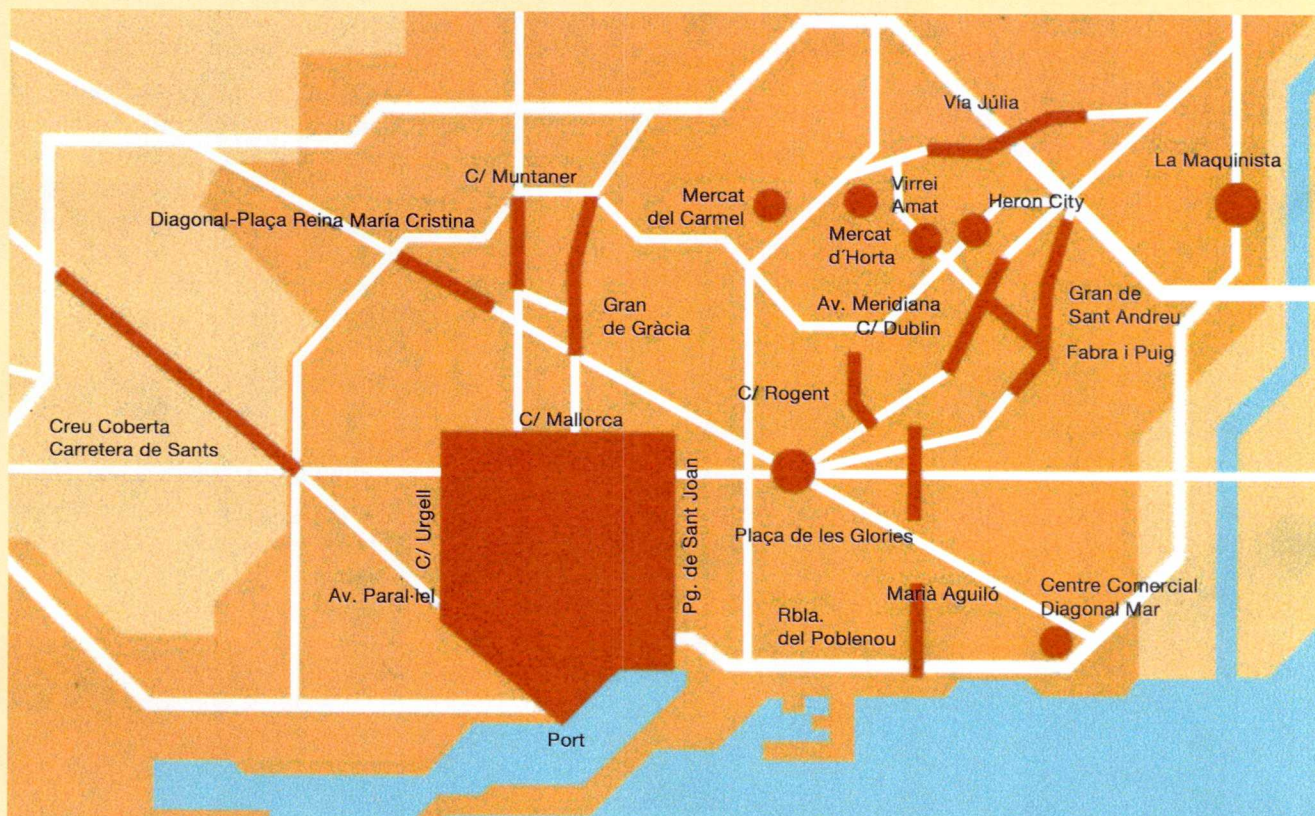 Vía Júlia
La Maquinista
C/ Muntaner
Mercat
del Carmel
Virrei
Amat
Heron City
Diagonal-Plaça Reina María Cristina
Mercat
d´Horta
Gran
de Gràcia
Av. Meridiana
C/ Dublin
Gran de
Sant Andreu
Fabra i Puig
C/ Rogent
C/ Mallorca
Creu Coberta
Carretera de Sants
C/ Urgell
Pg. de Sant Joan
Plaça de les Glories
Av. Paral·lel
Marià Aguiló
Centre Comercial
Diagonal Mar
Rbla.
del Poblenou
Port